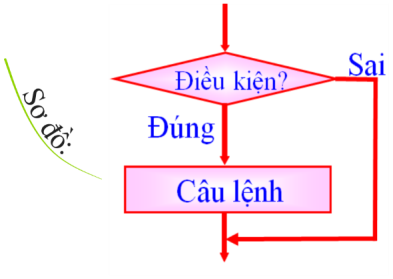 Sơ đồ:
Điều kiện?
Sai
Đúng
Câu lệnh